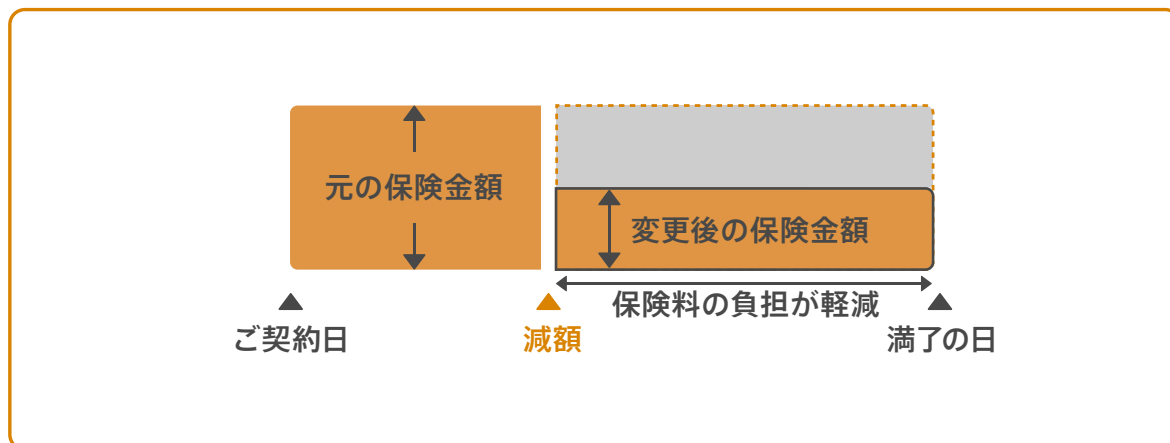 元の保険金額
変更後の保険金額
保険料の負担が軽減
ご契約日
減額
満了の日